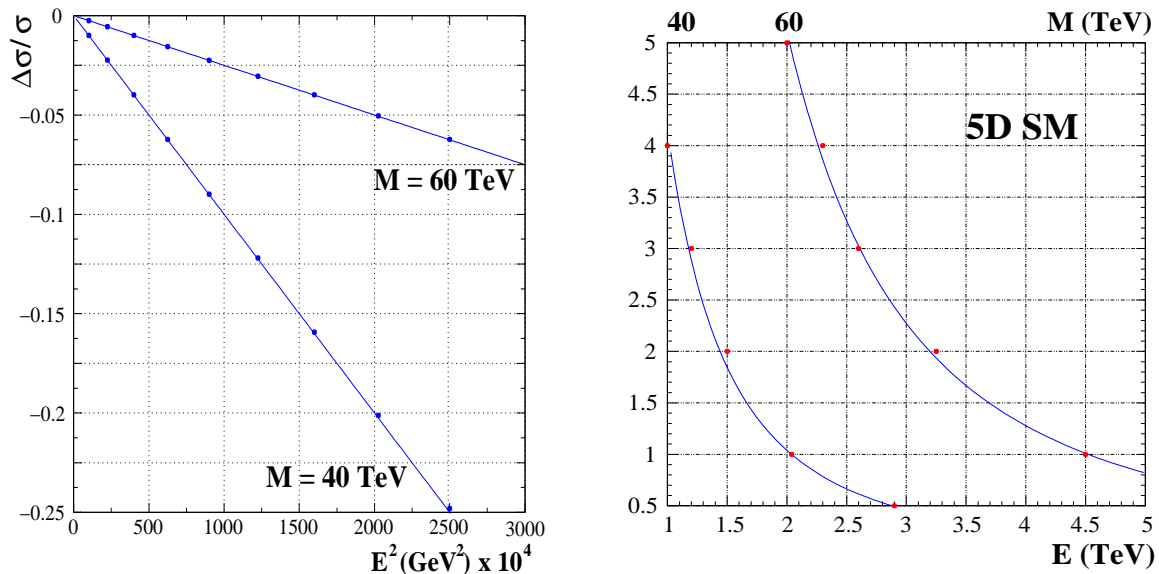 Δσ/ σ
0
−0.05
−0.1
−0.15
−0.2
−0.25
M = 60 TeV
M = 40 TeV
0 500 1000 1500 2000 2500 3000
E² (GeV²) x 10⁴
40 60 M (TeV)
5
4.5
4
3.5
3
2.5
2
1.5
1
0.5
5D SM
1 1.5 2 2.5 3 3.5 4 4.5 5
E (TeV)